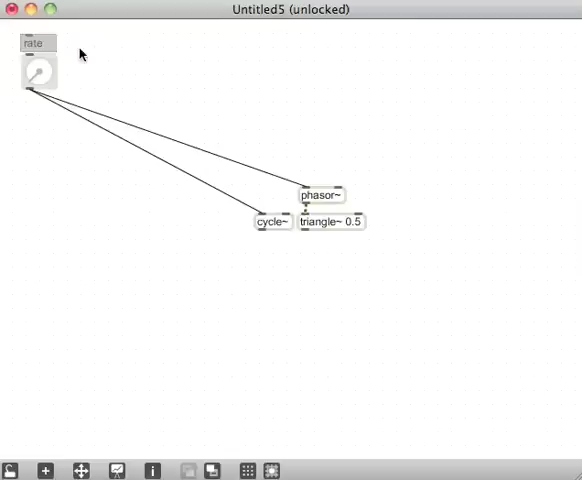 Untitled5 (unlocked)
rate
phasor~
cycle~
triangle~ 0.5